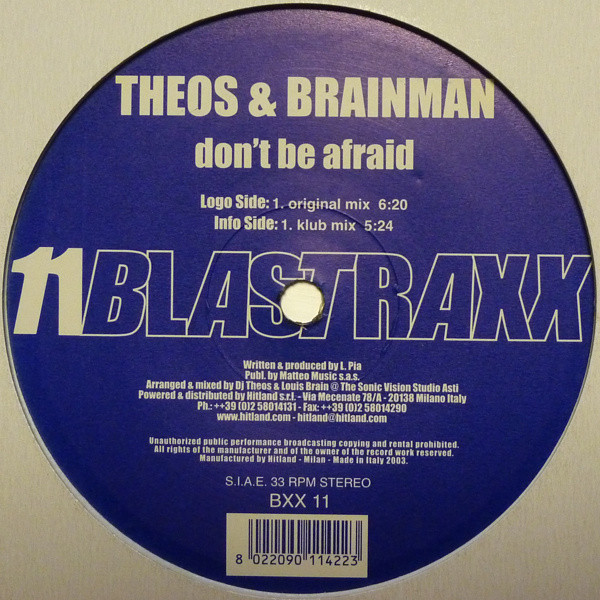 THEOS & BRAINMAN
don't be afraid
Logo Side: 1. original mix 6:20
Info Side: 1. klub mix 5:24
11 BLASTRAXX
Written & produced by L. Pia
Publ. by Matteo Music s.a.s.
Arranged & mixed by Dj Theos & Louis Brain @ The Sonic Vision Studio Asti
Powered & distributed by Hitland s.r.l. - Via Mecenate 78/A - 20138 Milano Italy
Ph.: ++39 (0)2 58014131 - Fax: ++39 (0)2 58014290
www.hitland.com - hitland@hitland.com
Unauthorized public performance broadcasting copying and rental prohibited.
All rights of the manufacturer and of the owner of the record work reserved.
Manufactured by Hitland - Milan - Made in Italy 2003.
S.I.A.E. 33 RPM STEREO
BXX 11
8 022090 114223